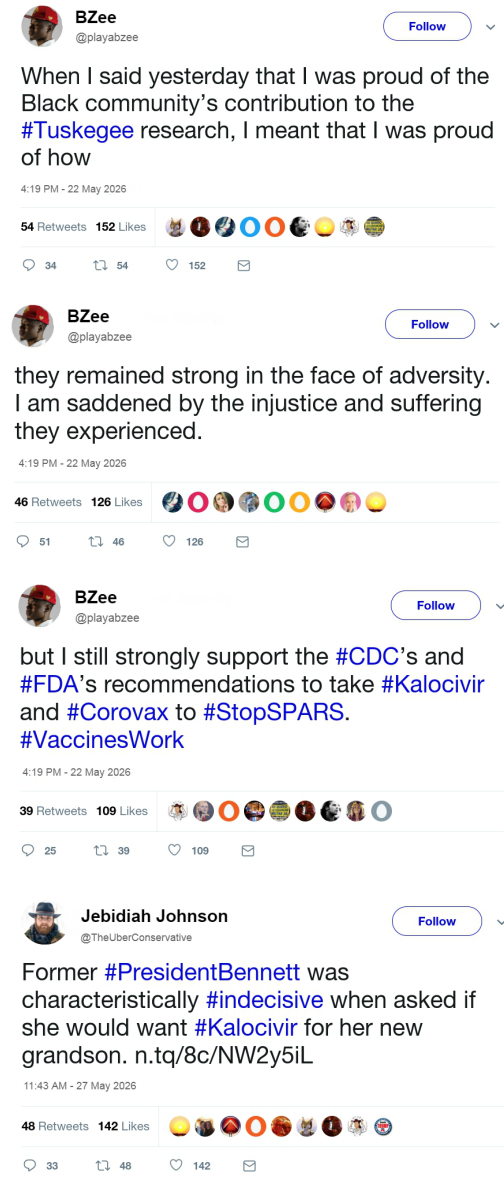 BZee
@playabzee
Follow
When I said yesterday that I was proud of the
Black community's contribution to the
#Tuskegee research, I meant that I was proud
of how
4:19 PM - 22 May 2026
54 Retweets 152 Likes
34 54 152
BZee
@playabzee
Follow
they remained strong in the face of adversity.
I am saddened by the injustice and suffering
they experienced.
4:19 PM - 22 May 2026
46 Retweets 126 Likes
51 46 126
BZee
@playabzee
Follow
but I still strongly support the #CDC's and
#FDA's recommendations to take #Kalocivir
and #Corovax to #StopSPARS.
#VaccinesWork
4:19 PM - 22 May 2026
39 Retweets 109 Likes
25 39 109
Jebidiah Johnson
@TheUberConservative
Follow
Former #PresidentBennett was
characteristically #indecisive when asked if
she would want #Kalocivir for her new
grandson. n.tq/8c/NW2y5iL
11:43 AM - 27 May 2026
48 Retweets 142 Likes
33 48 142